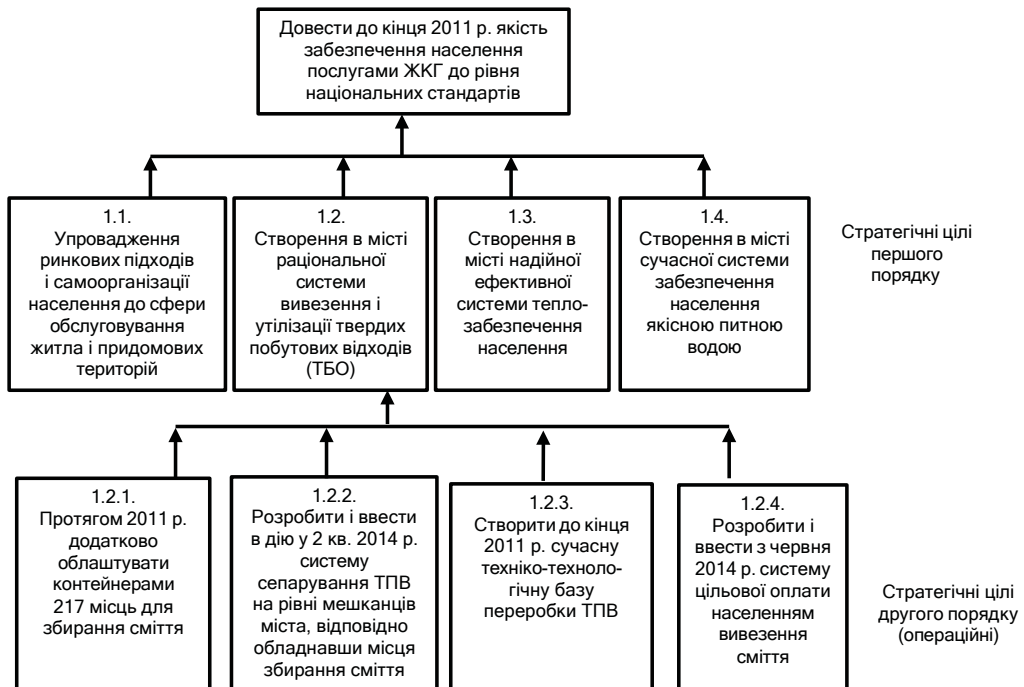 Довести до кінця 2011 р. якість
забезпечення населення
послугами ЖКГ до рівня
національних стандартів
1.1.
Упровадження
ринкових підходів
і самоорганізації
населення до сфери
обслуговування
житла і придомових
територій
1.2.
Створення в місті
раціональної
системи
вивезення і
утилізації твердих
побутових відходів
(ТБО)
1.3.
Створення в
місті надійної
ефективної
системи тепло-
забезпечення
населення
1.4.
Створення в місті
сучасної системи
забезпечення
населення
якісною питною
водою
Стратегічні цілі
першого
порядку
1.2.1.
Протягом 2011 р.
додатково
облаштувати
контейнерами
217 місць для
збирання сміття
1.2.2.
Розробити і ввести
в дію у 2 кв. 2014 р.
систему
сепарування ТПВ
на рівні мешканців
міста, відповідно
обладнавши місця
збирання сміття
1.2.3.
Створити до кінця
2011 р. сучасну
техніко-техноло-
гічну базу
переробки ТПВ
1.2.4.
Розробити і
ввести з червня
2014 р. систему
цільової оплати
населенням
вивезення
сміття
Стратегічні цілі
другого порядку
(операційні)